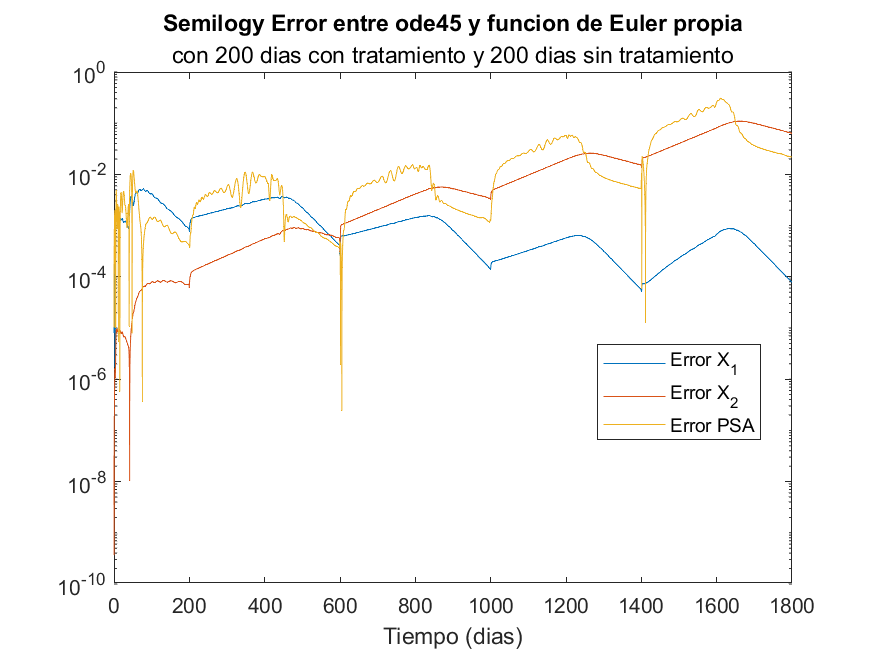 Semilogy Error entre ode45 y funcion de Euler propia
con 200 dias con tratamiento y 200 dias sin tratamiento
10^0
10^-2
10^-4
10^-6
10^-8
10^-10
Error X_1
Error X_2
Error PSA
0 200 400 600 800 1000 1200 1400 1600 1800
Tiempo (dias)